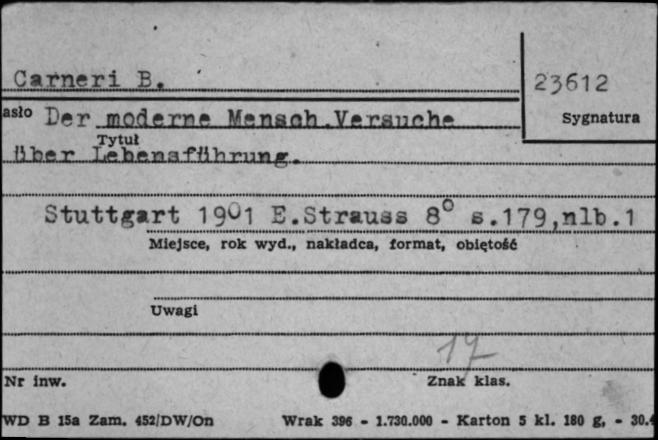 Carneri B.
23612
asło Der moderne Mensch.Versuche
Sygnatura
Tytuł
über Lebensführung.
Stuttgart 1901 E.Strauss 8° s.179,nlb.1
Miejsce, rok wyd., nakładca, format, objętość
Uwagi
17
Nr inw.
Znak klas.
WD B 15a Zam. 452/DW/On Wrak 396 - 1.730.000 - Karton 5 kl. 180 g, - 30.4